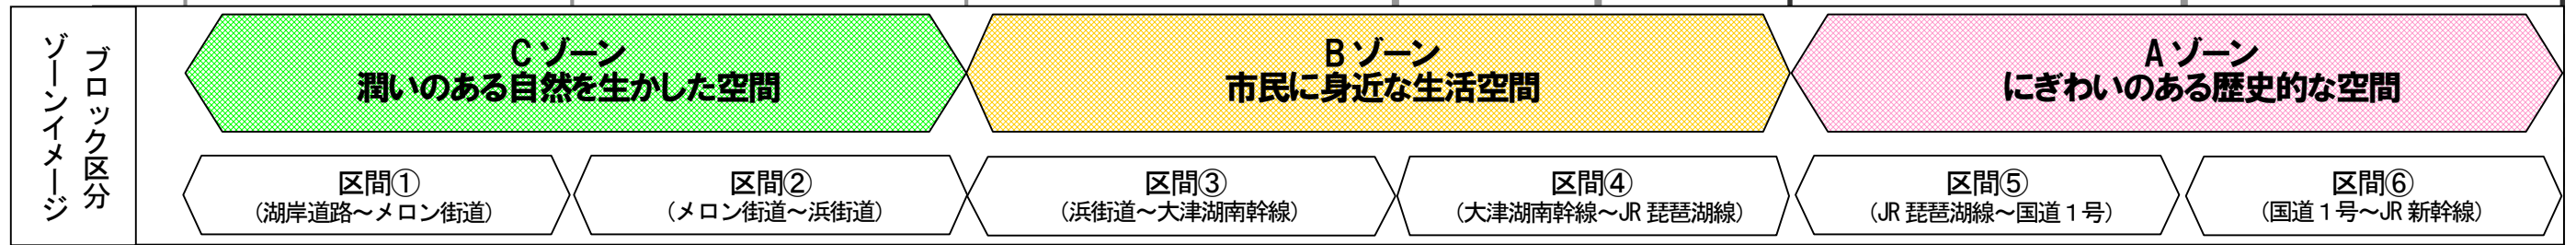 ブロック区分
ゾーンイメージ
C ゾーン
潤いのある自然を生かした空間
B ゾーン
市民に身近な生活空間
A ゾーン
にぎわいのある歴史的な空間
区間①
(湖岸道路～メロン街道)
区間②
(メロン街道～浜街道)
区間③
(浜街道～大津湖南幹線)
区間④
(大津湖南幹線～JR 琵琶湖線)
区間⑤
(JR 琵琶湖線～国道１号)
区間⑥
(国道１号～JR 新幹線)